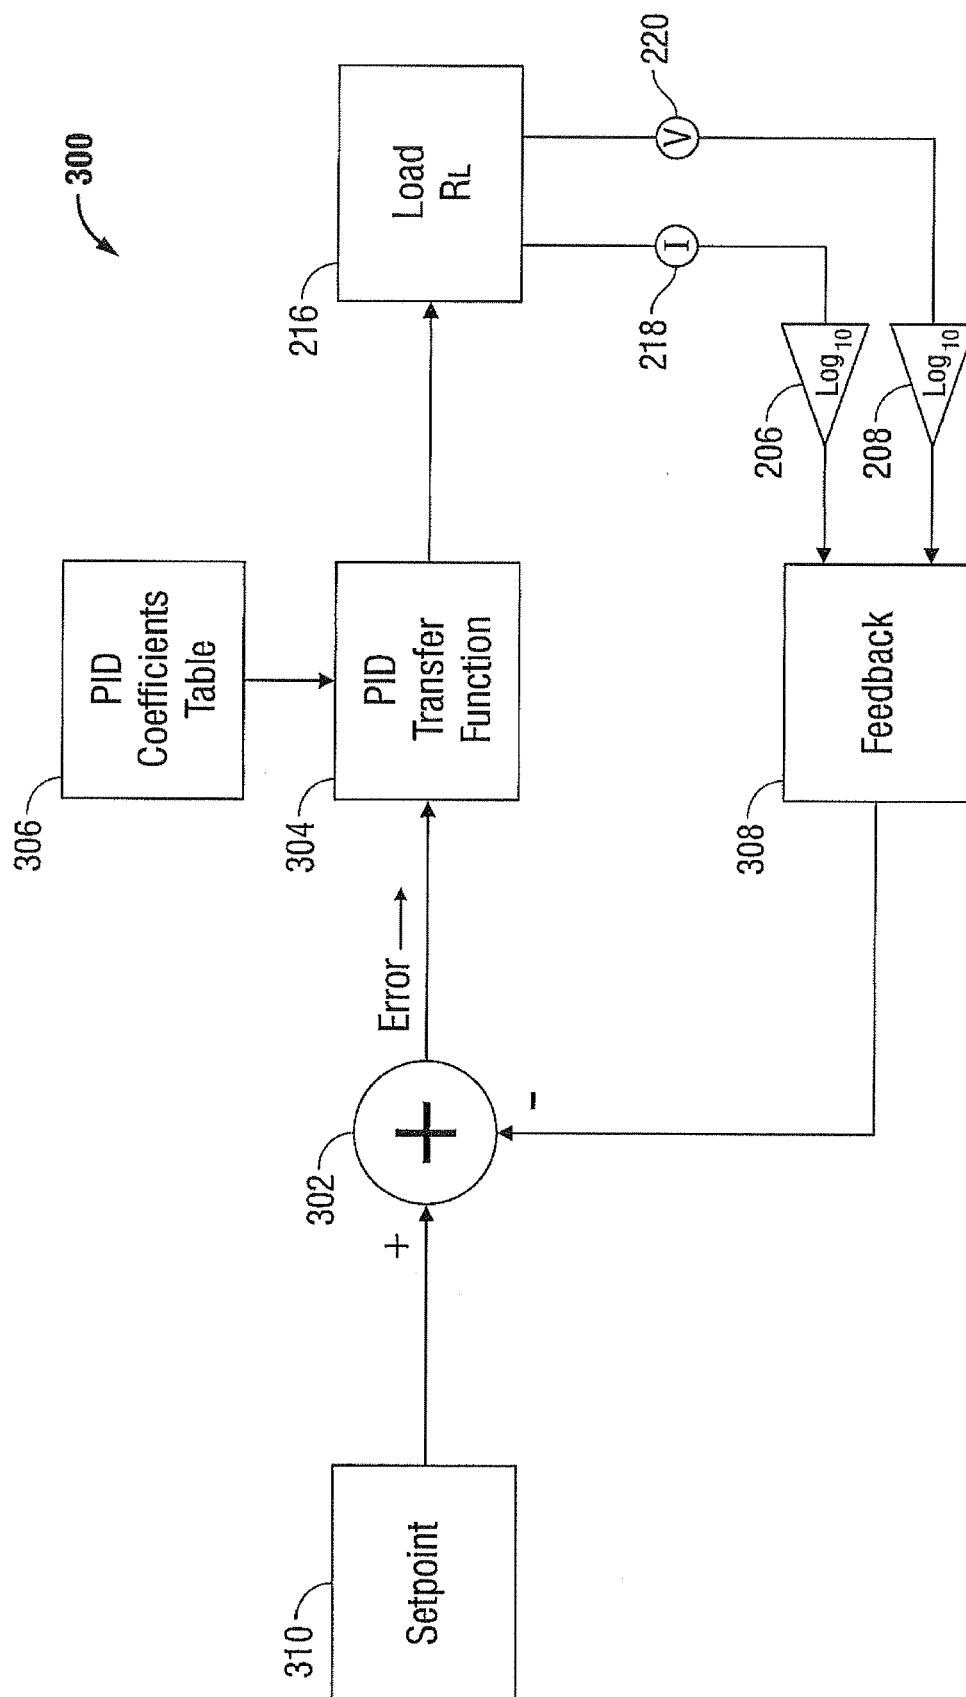 300
306
PID
Coefficients
Table
310
Setpoint
+
302
+
-
Error
304
PID
Transfer
Function
216
Load
RL
308
Feedback
206
Log10
208
Log10
218
I
220
V